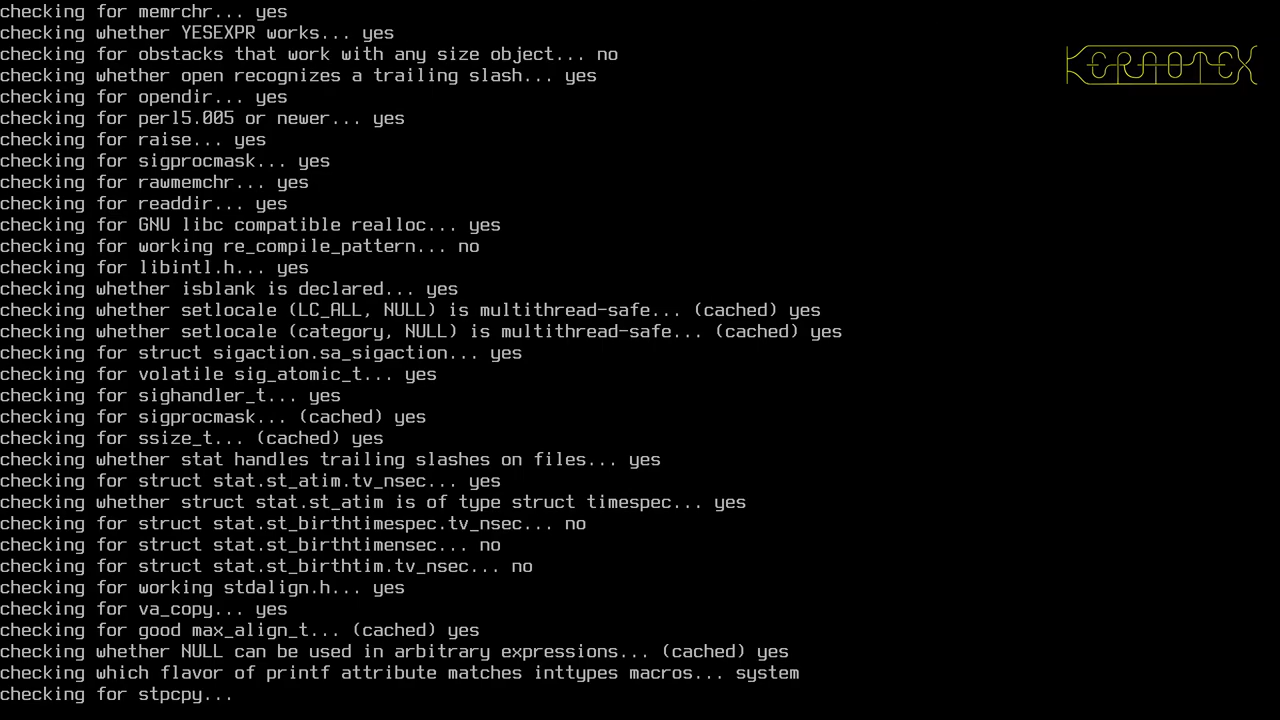 checking for memrchr... yes
checking whether YESEXPR works... yes
checking for obstacks that work with any size object... no
checking whether open recognizes a trailing slash... yes
checking for opendir... yes
checking for perl5.005 or newer... yes
checking for raise... yes
checking for sigprocmask... yes
checking for rawmemchr... yes
checking for readdir... yes
checking for GNU libc compatible realloc... yes
checking for working re_compile_pattern... no
checking for libintl.h... yes
checking whether isblank is declared... yes
checking whether setlocale (LC_ALL, NULL) is multithread-safe... (cached) yes
checking whether setlocale (category, NULL) is multithread-safe... (cached) yes
checking for struct sigaction.sa_sigaction... yes
checking for volatile sig_atomic_t... yes
checking for sighandler_t... yes
checking for sigprocmask... (cached) yes
checking for ssize_t... (cached) yes
checking whether stat handles trailing slashes on files... yes
checking for struct stat.st_atim.tv_nsec... yes
checking whether struct stat.st_atim is of type struct timespec... yes
checking for struct stat.st_birthtimespec.tv_nsec... no
checking for struct stat.st_birthtimensec... no
checking for struct stat.st_birthtim.tv_nsec... no
checking for working stdalign.h... yes
checking for va_copy... yes
checking for good max_align_t... (cached) yes
checking whether NULL can be used in arbitrary expressions... (cached) yes
checking which flavor of printf attribute matches inttypes macros... system
checking for stpcpy...
KERNOTEX